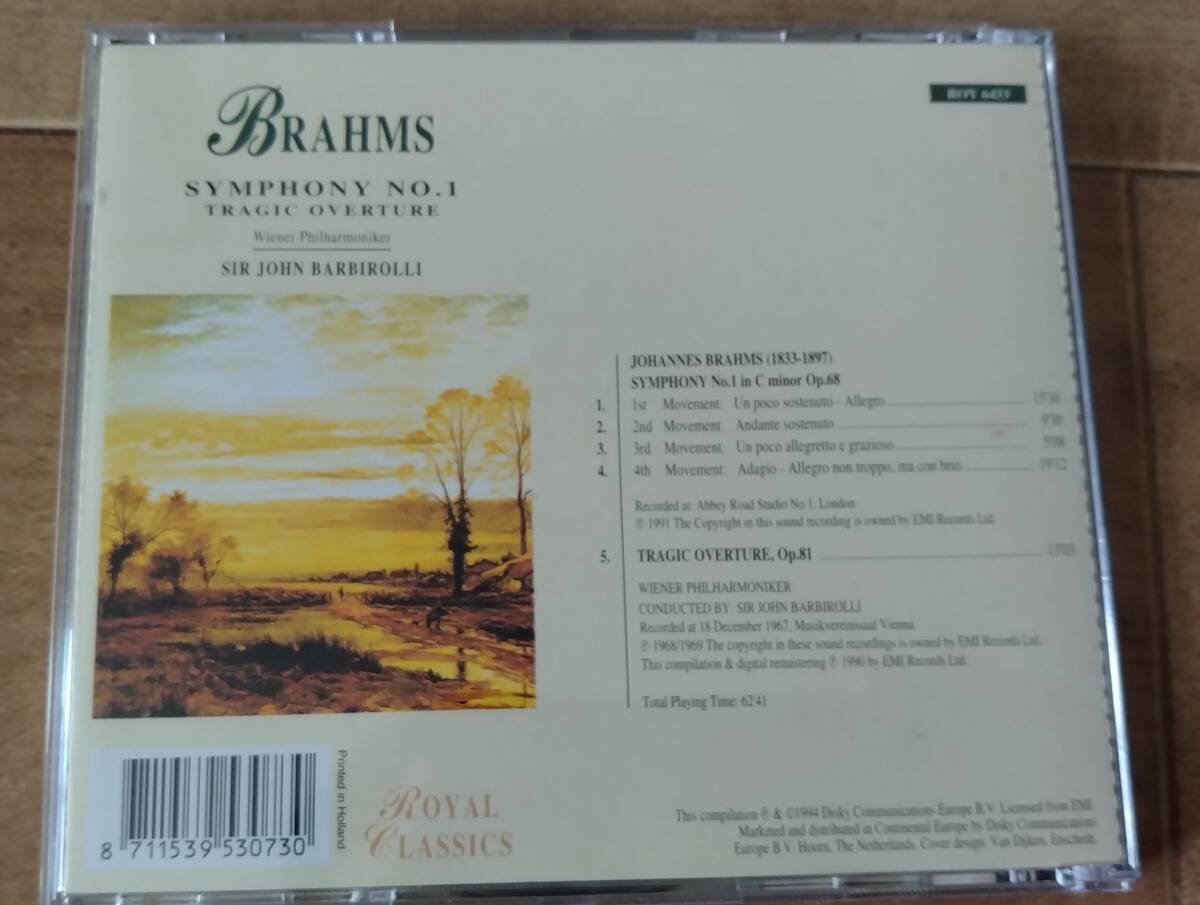 BRAHMS
SYMPHONY NO.1
TRAGIC OVERTURE
Wiener Philharmoniker
SIR JOHN BARBIROLLI
JOHANNES BRAHMS (1833-1897)
SYMPHONY No.1 in C minor Op.68
1. 1st Movement: Un poco sostenuto - Allegro
2. 2nd Movement: Andante sostenuto 9'30
3. 3rd Movement: Un poco allegretto e grazioso
4. 4th Movement: Adagio - Allegro non troppo, ma con brio 19'12
Recorded at: Abbey Road Studio No.1, London
℗ 1991 The Copyright in this sound recording is owned by EMI Records Ltd.
5. TRAGIC OVERTURE, Op.81
WIENER PHILHARMONIKER
CONDUCTED BY: SIR JOHN BARBIROLLI
Recorded at 18 December 1967, Musikvereinssaal Vienna
℗ 1968/1969 The copyright in these sound recordings is owned by EMI Records Ltd.
This compilation & digital remastering ℗ 1990 by EMI Records Ltd.
Total Playing Time: 62'41
Printed in Holland
8 711539 530730
ROYAL
CLASSICS
This compilation ℗ & ©1994 Disky Communications Europe B.V. Licensed from EMI.
Marketed and distributed in Continental Europe by Disky Communications
Europe B.V. Hoorn, The Netherlands. Cover design: Van Dijken, Enschede.